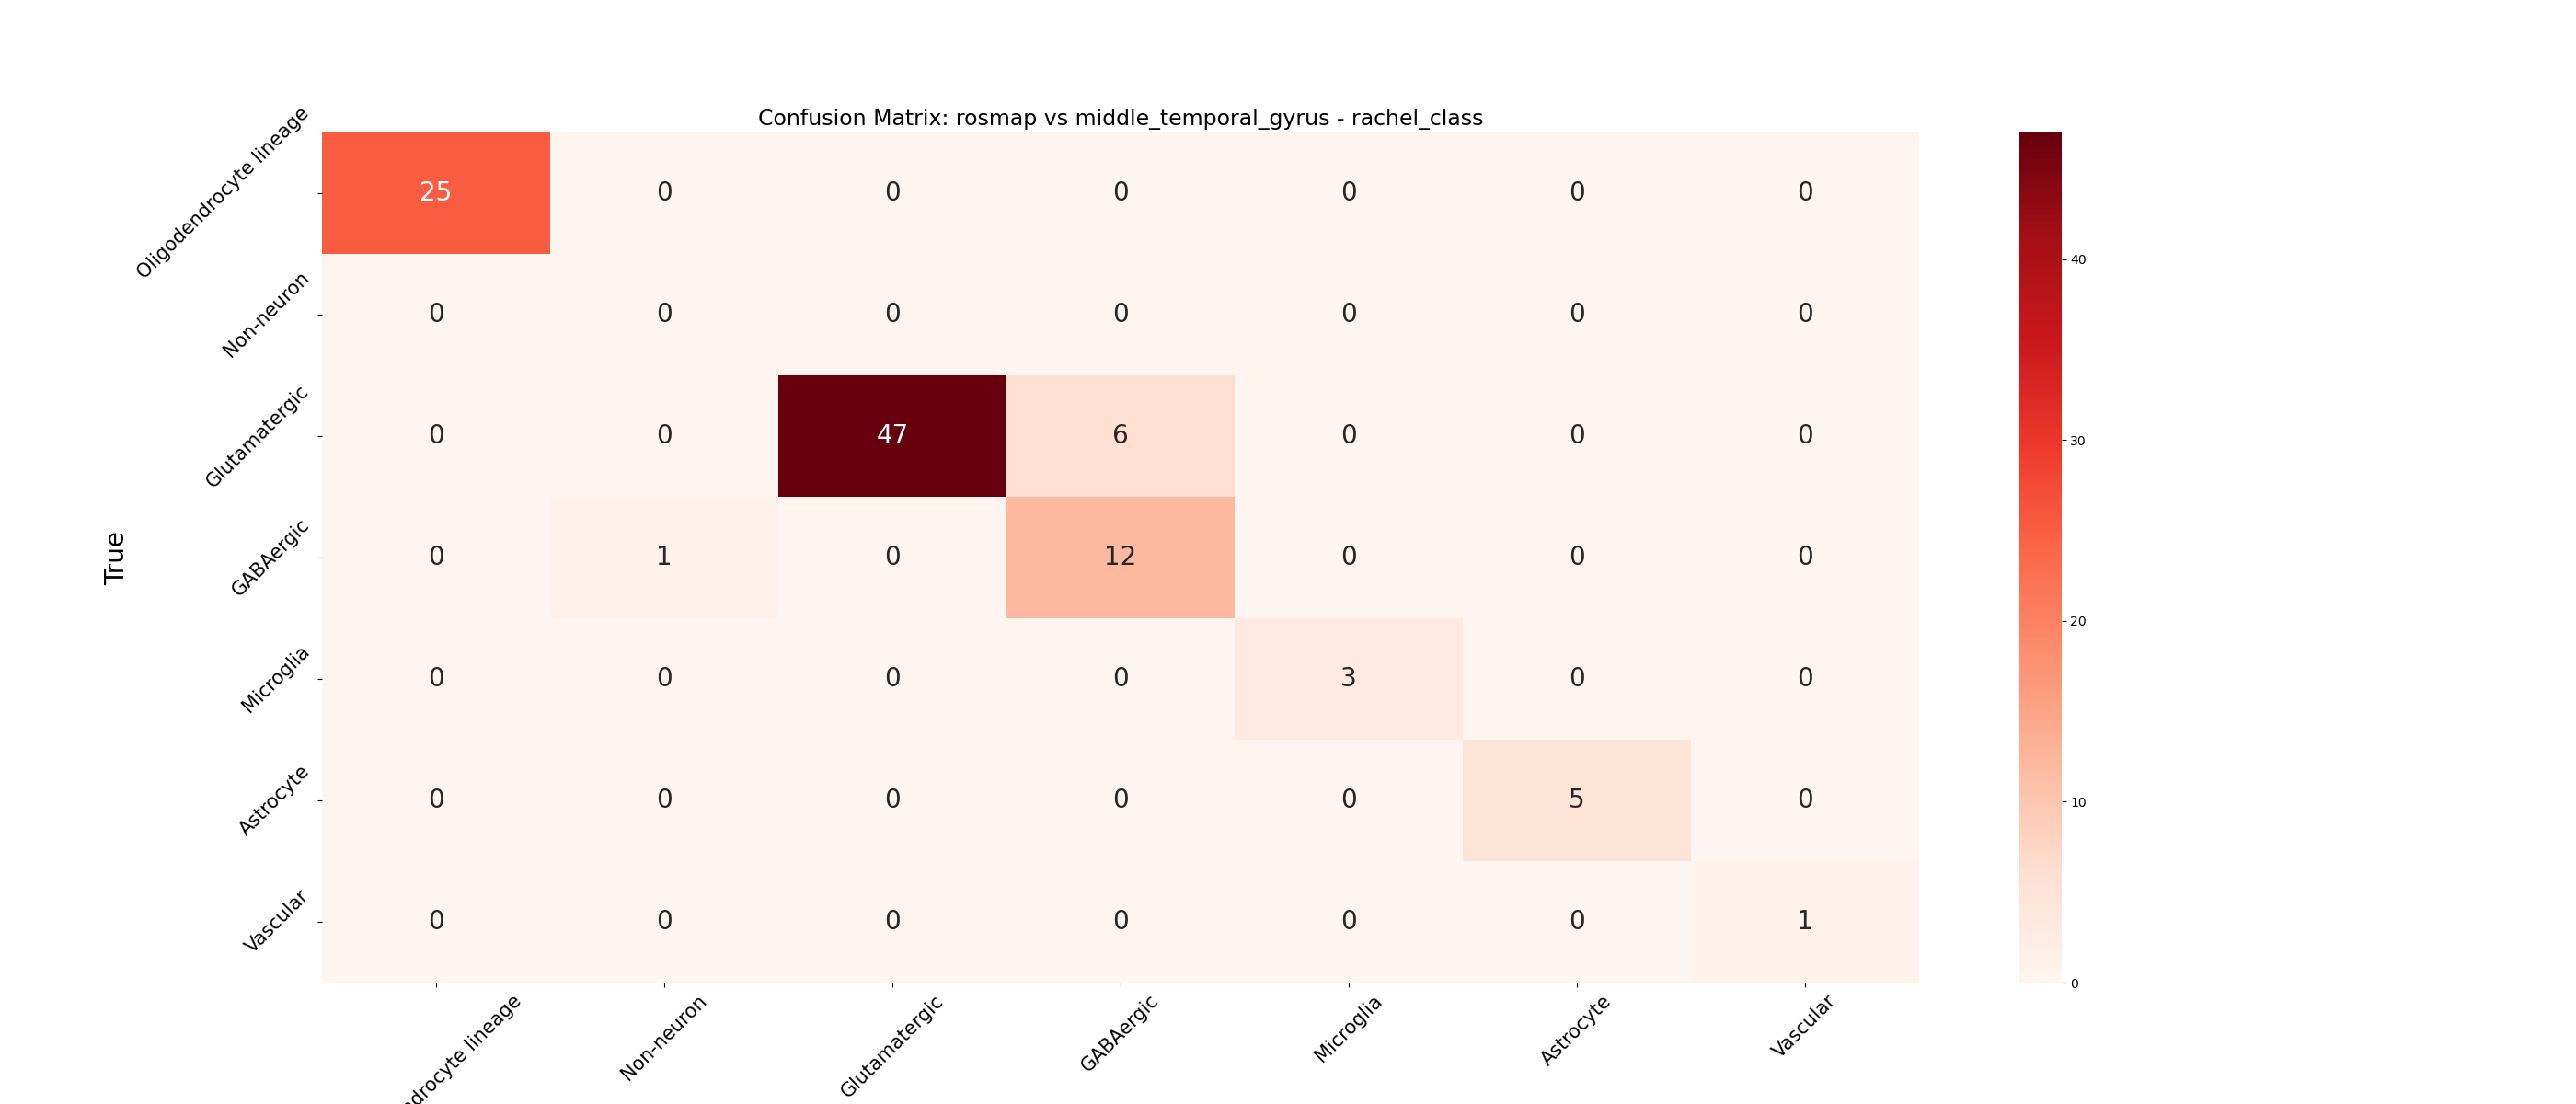 Confusion Matrix: rosmap vs middle_temporal_gyrus - rachel_class
True
Oligodendrocyte lineage
25 0 0 0 0 0 0
Non-neuron
0 0 0 0 0 0 0
Glutamatergic
0 0 47 6 0 0 0
GABAergic
0 1 0 12 0 0 0
Microglia
0 0 0 0 3 0 0
Astrocyte
0 0 0 0 0 5 0
Vascular
0 0 0 0 0 0 1
lineage
Non-neuron
Glutamatergic
GABAergic
Microglia
Astrocyte
Vascular
40
30
20
10
0